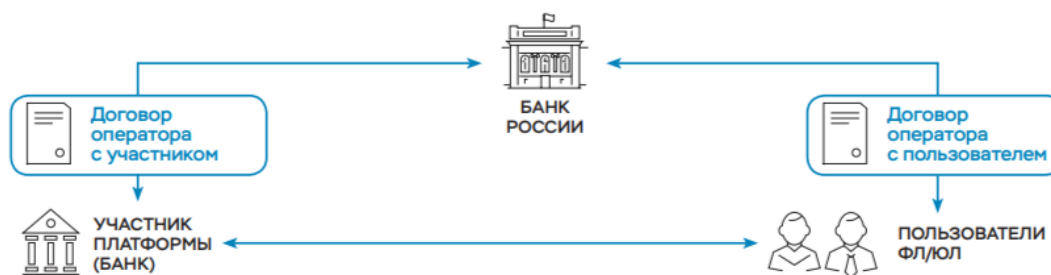 БАНК
РОССИИ
Договор
оператора
с участником
Договор
оператора
с пользователем
УЧАСТНИК
ПЛАТФОРМЫ
(БАНК)
ПОЛЬЗОВАТЕЛИ
ФЛ/ЮЛ